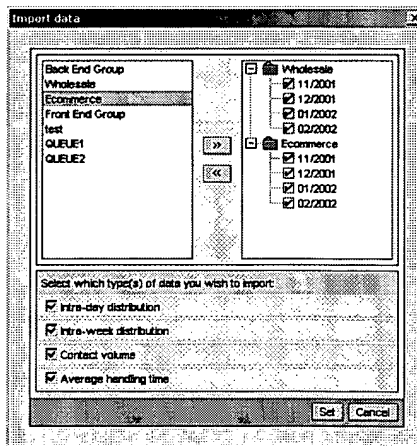 Import data
Back End Group
Wholesale
Ecommerce
Front End Group
test
QUEUE1
QUEUE2
»
«
Wholesale
11/2001
12/2001
01/2002
02/2002
Ecommerce
11/2001
12/2001
01/2002
02/2002
Select which type(s) of data you wish to import:
Intra-day distribution
Intra-week distribution
Contact volume
Average handling time
Set Cancel